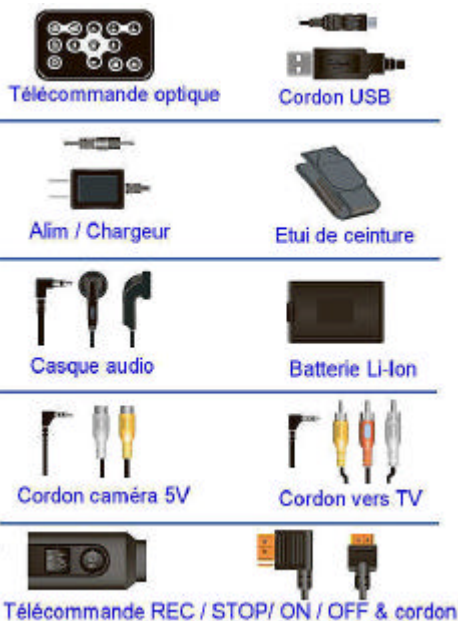 Télécommande optique
Cordon USB
Alim / Chargeur
Etui de ceinture
Casque audio
Batterie Li-Ion
Cordon caméra 5V
Cordon vers TV
Télécommande REC / STOP/ ON / OFF & cordon